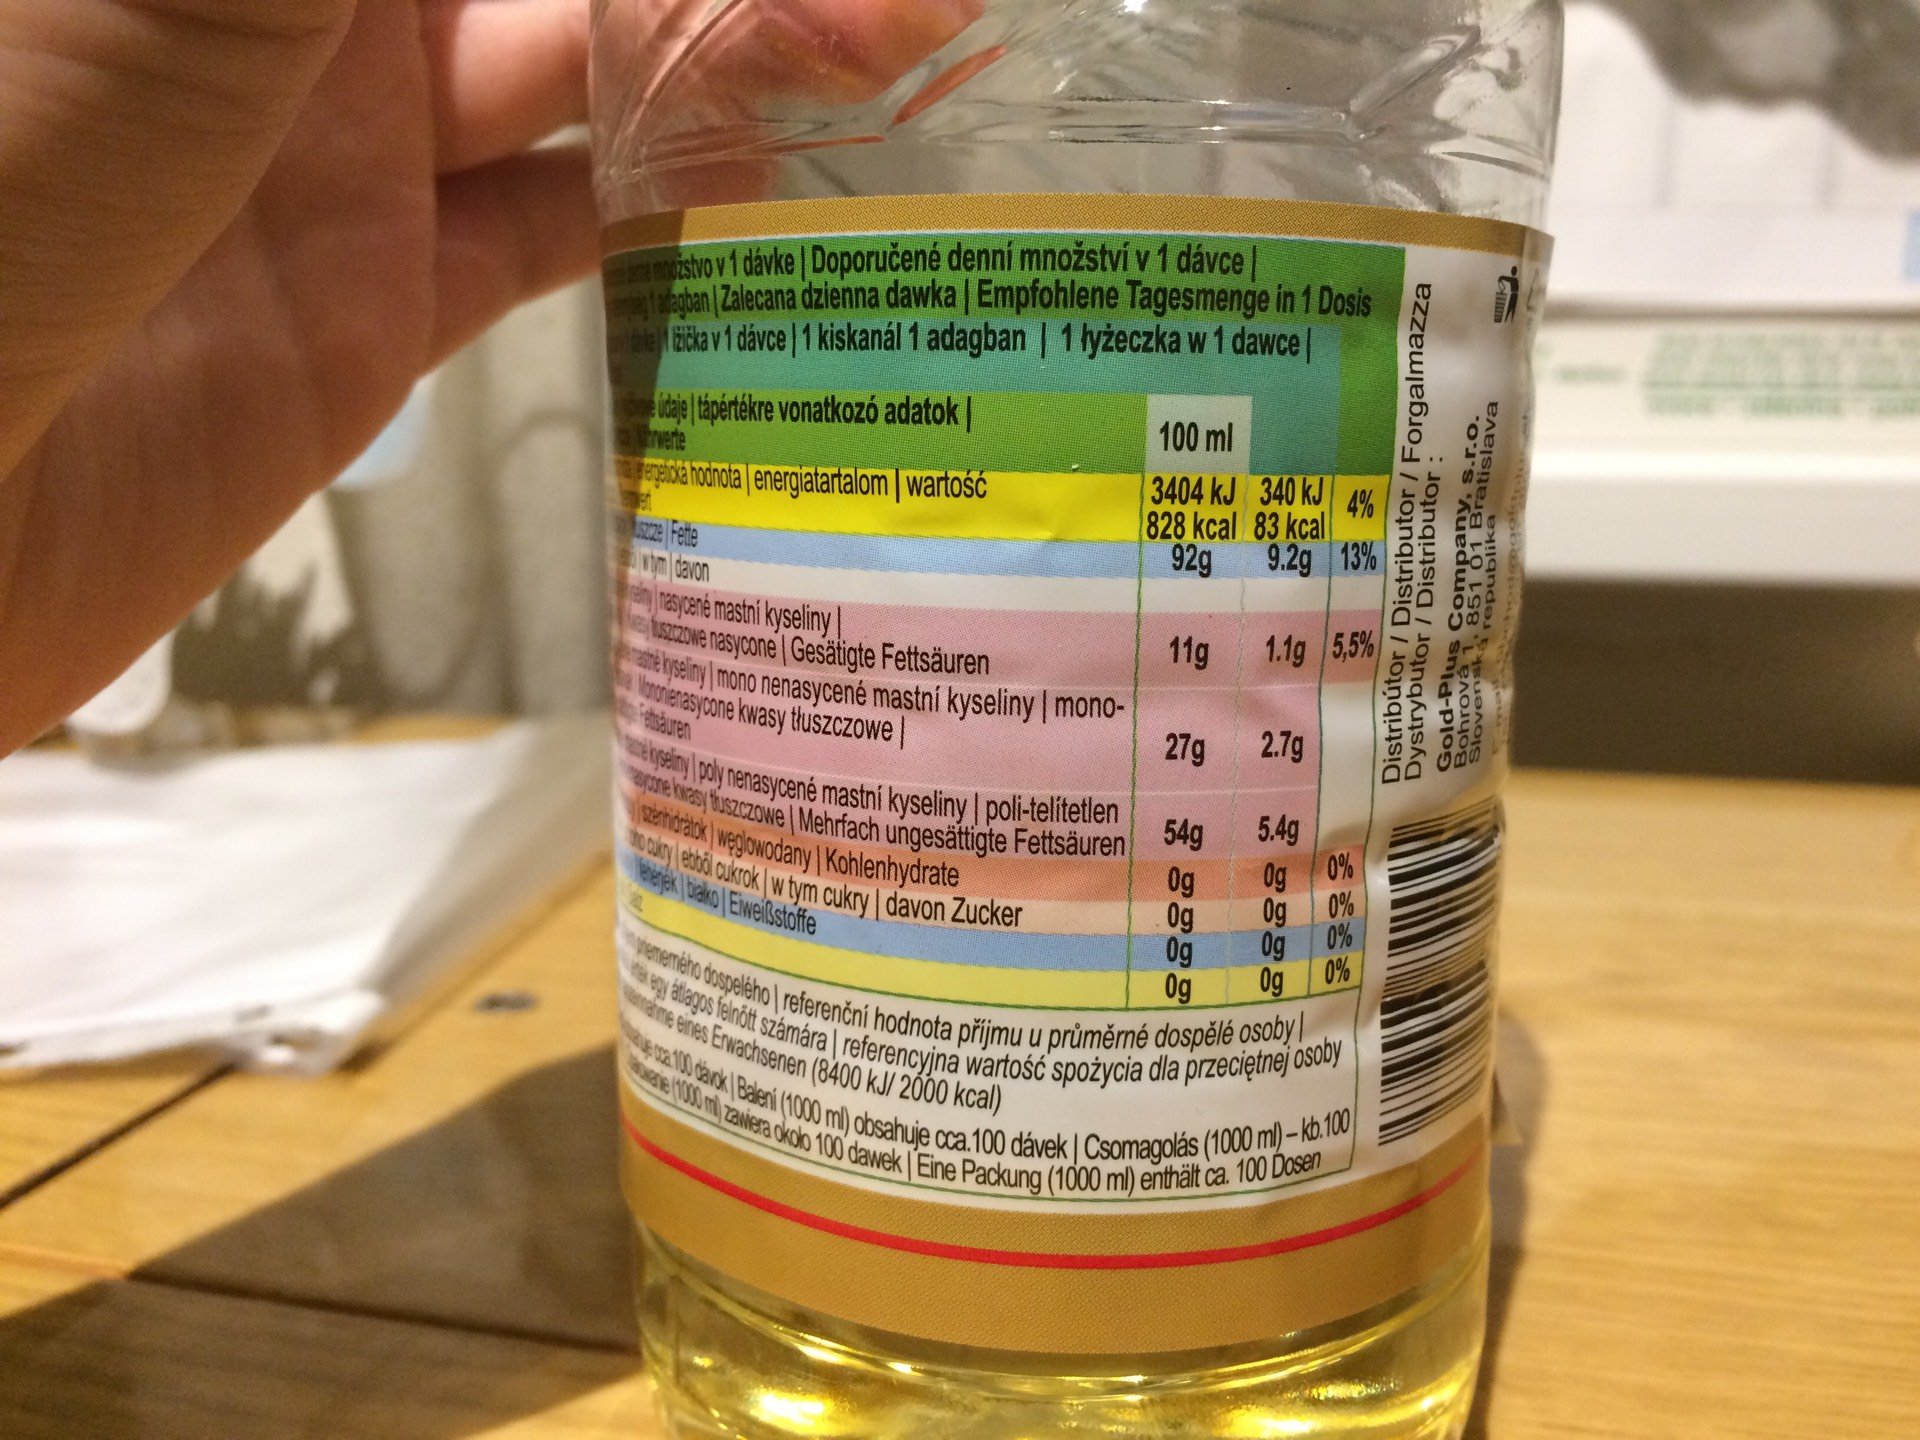 množstvo v 1 dávke | Doporučené denní množství v 1 dávce |
adagban | Zalecana dzienna dawka | Empfohlene Tagesmenge in 1 Dosis
lžička v 1 dávce | 1 kiskanál 1 adagban | 1 łyżeczka w 1 dawce |
údaje | tápértékre vonatkozó adatok |
100 ml
energetická hodnota | energiatartalom | wartość
3404 kJ 340 kJ 4%
828 kcal 83 kcal
Fette 92g 9.2g 13%
w tym | davon
nasycené mastní kyseliny |
tłuszczowe nasycone | Gesätigte Fettsäuren 11g 1.1g 5,5%
kyseliny | mono nenasycené mastní kyseliny | mono-
Mononienasycone kwasy tłuszczowe | 27g 2.7g
Fettsäuren
kyseliny | poly nenasycené mastní kyseliny | poli-telítetlen
kwasy tłuszczowe | Mehrfach ungesättigte Fettsäuren 54g 5.4g
szénhidrátok | węglowodany | Kohlenhydrate 0g 0g 0%
cukry | ebből cukrok | w tym cukry | davon Zucker 0g 0g 0%
fehérjék | białko | Eiweißstoffe 0g 0g 0%
0g 0g 0%
priemerného dospelého | referenční hodnota příjmu u průměrné dospělé osoby |
egy átlagos felnőtt számára | referencyjna wartość spożycia dla przeciętnej osoby
eines Erwachsenen (8400 kJ/ 2000 kcal)
cca.100 dávok | Balení (1000 ml) obsahuje cca.100 dávek | Csomagolás (1000 ml) – kb.100
(1000 ml) zawiera około 100 dawek | Eine Packung (1000 ml) enthält ca. 100 Dosen
Distribútor / Distributor / Forgalmazza
Dystrybutor / Distributor :
Gold-Plus Company, s.r.o.
Bohrova 1, 851 01 Bratislava
Slovenská republika